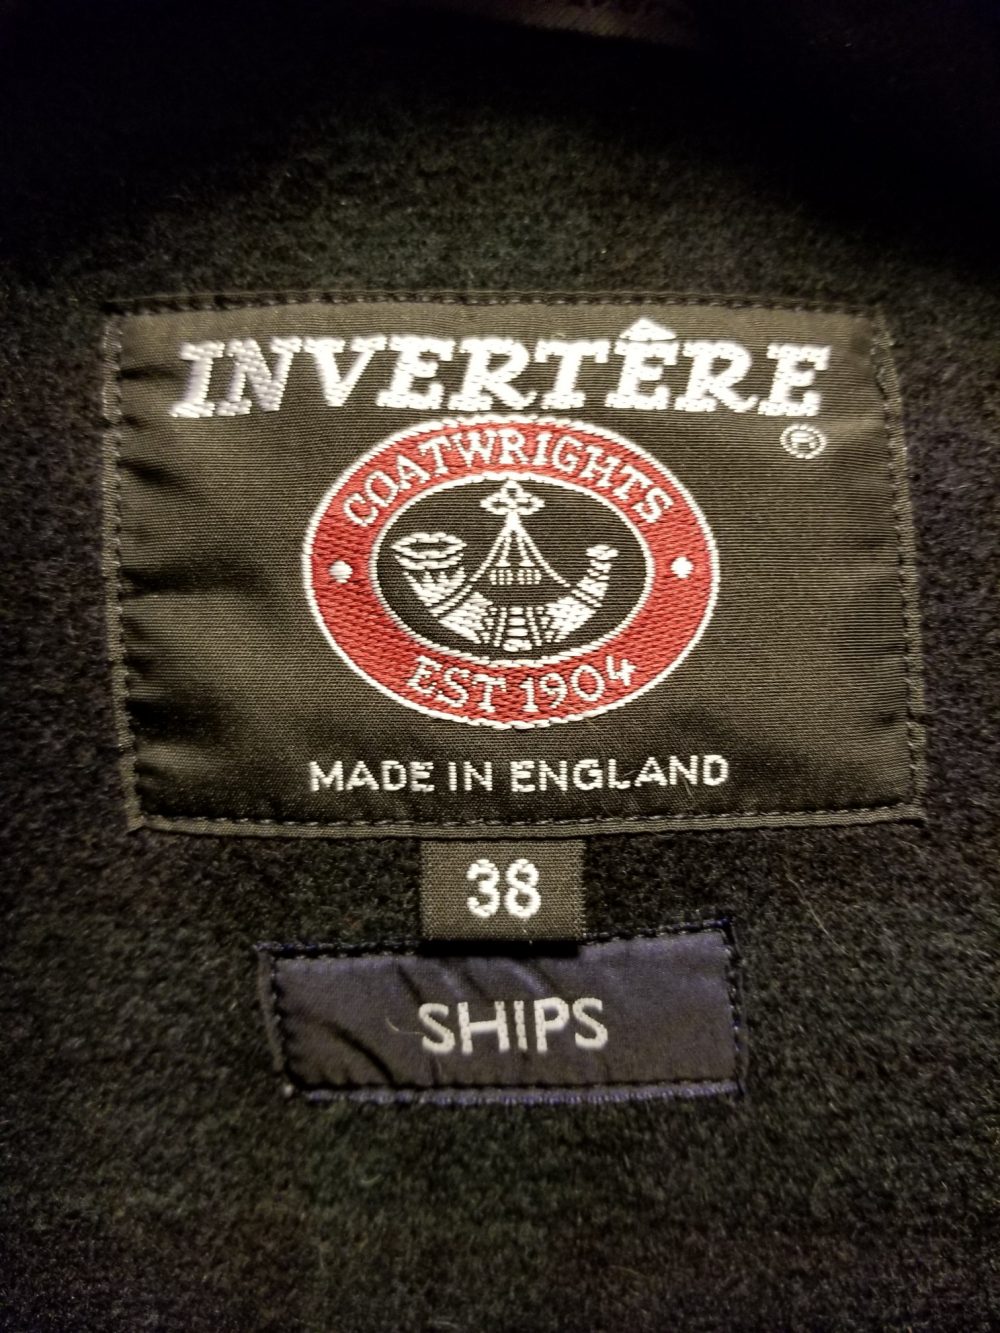 INVERTÊRE
®
COATWRIGHTS
EST 1904
MADE IN ENGLAND
38
SHIPS